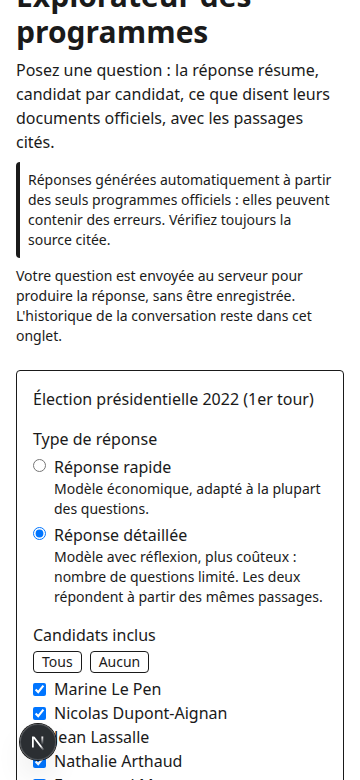 Explorateur des
programmes
Posez une question : la réponse résume,
candidat par candidat, ce que disent leurs
documents officiels, avec les passages
cités.
Réponses générées automatiquement à partir
des seuls programmes officiels : elles peuvent
contenir des erreurs. Vérifiez toujours la
source citée.
Votre question est envoyée au serveur pour
produire la réponse, sans être enregistrée.
L'historique de la conversation reste dans cet
onglet.
Élection présidentielle 2022 (1er tour)
Type de réponse
Réponse rapide
Modèle économique, adapté à la plupart
des questions.
Réponse détaillée
Modèle avec réflexion, plus coûteux :
nombre de questions limité. Les deux
répondent à partir des mêmes passages.
Candidats inclus
Tous Aucun
Marine Le Pen
Nicolas Dupont-Aignan
Jean Lassalle
N
Nathalie Arthaud